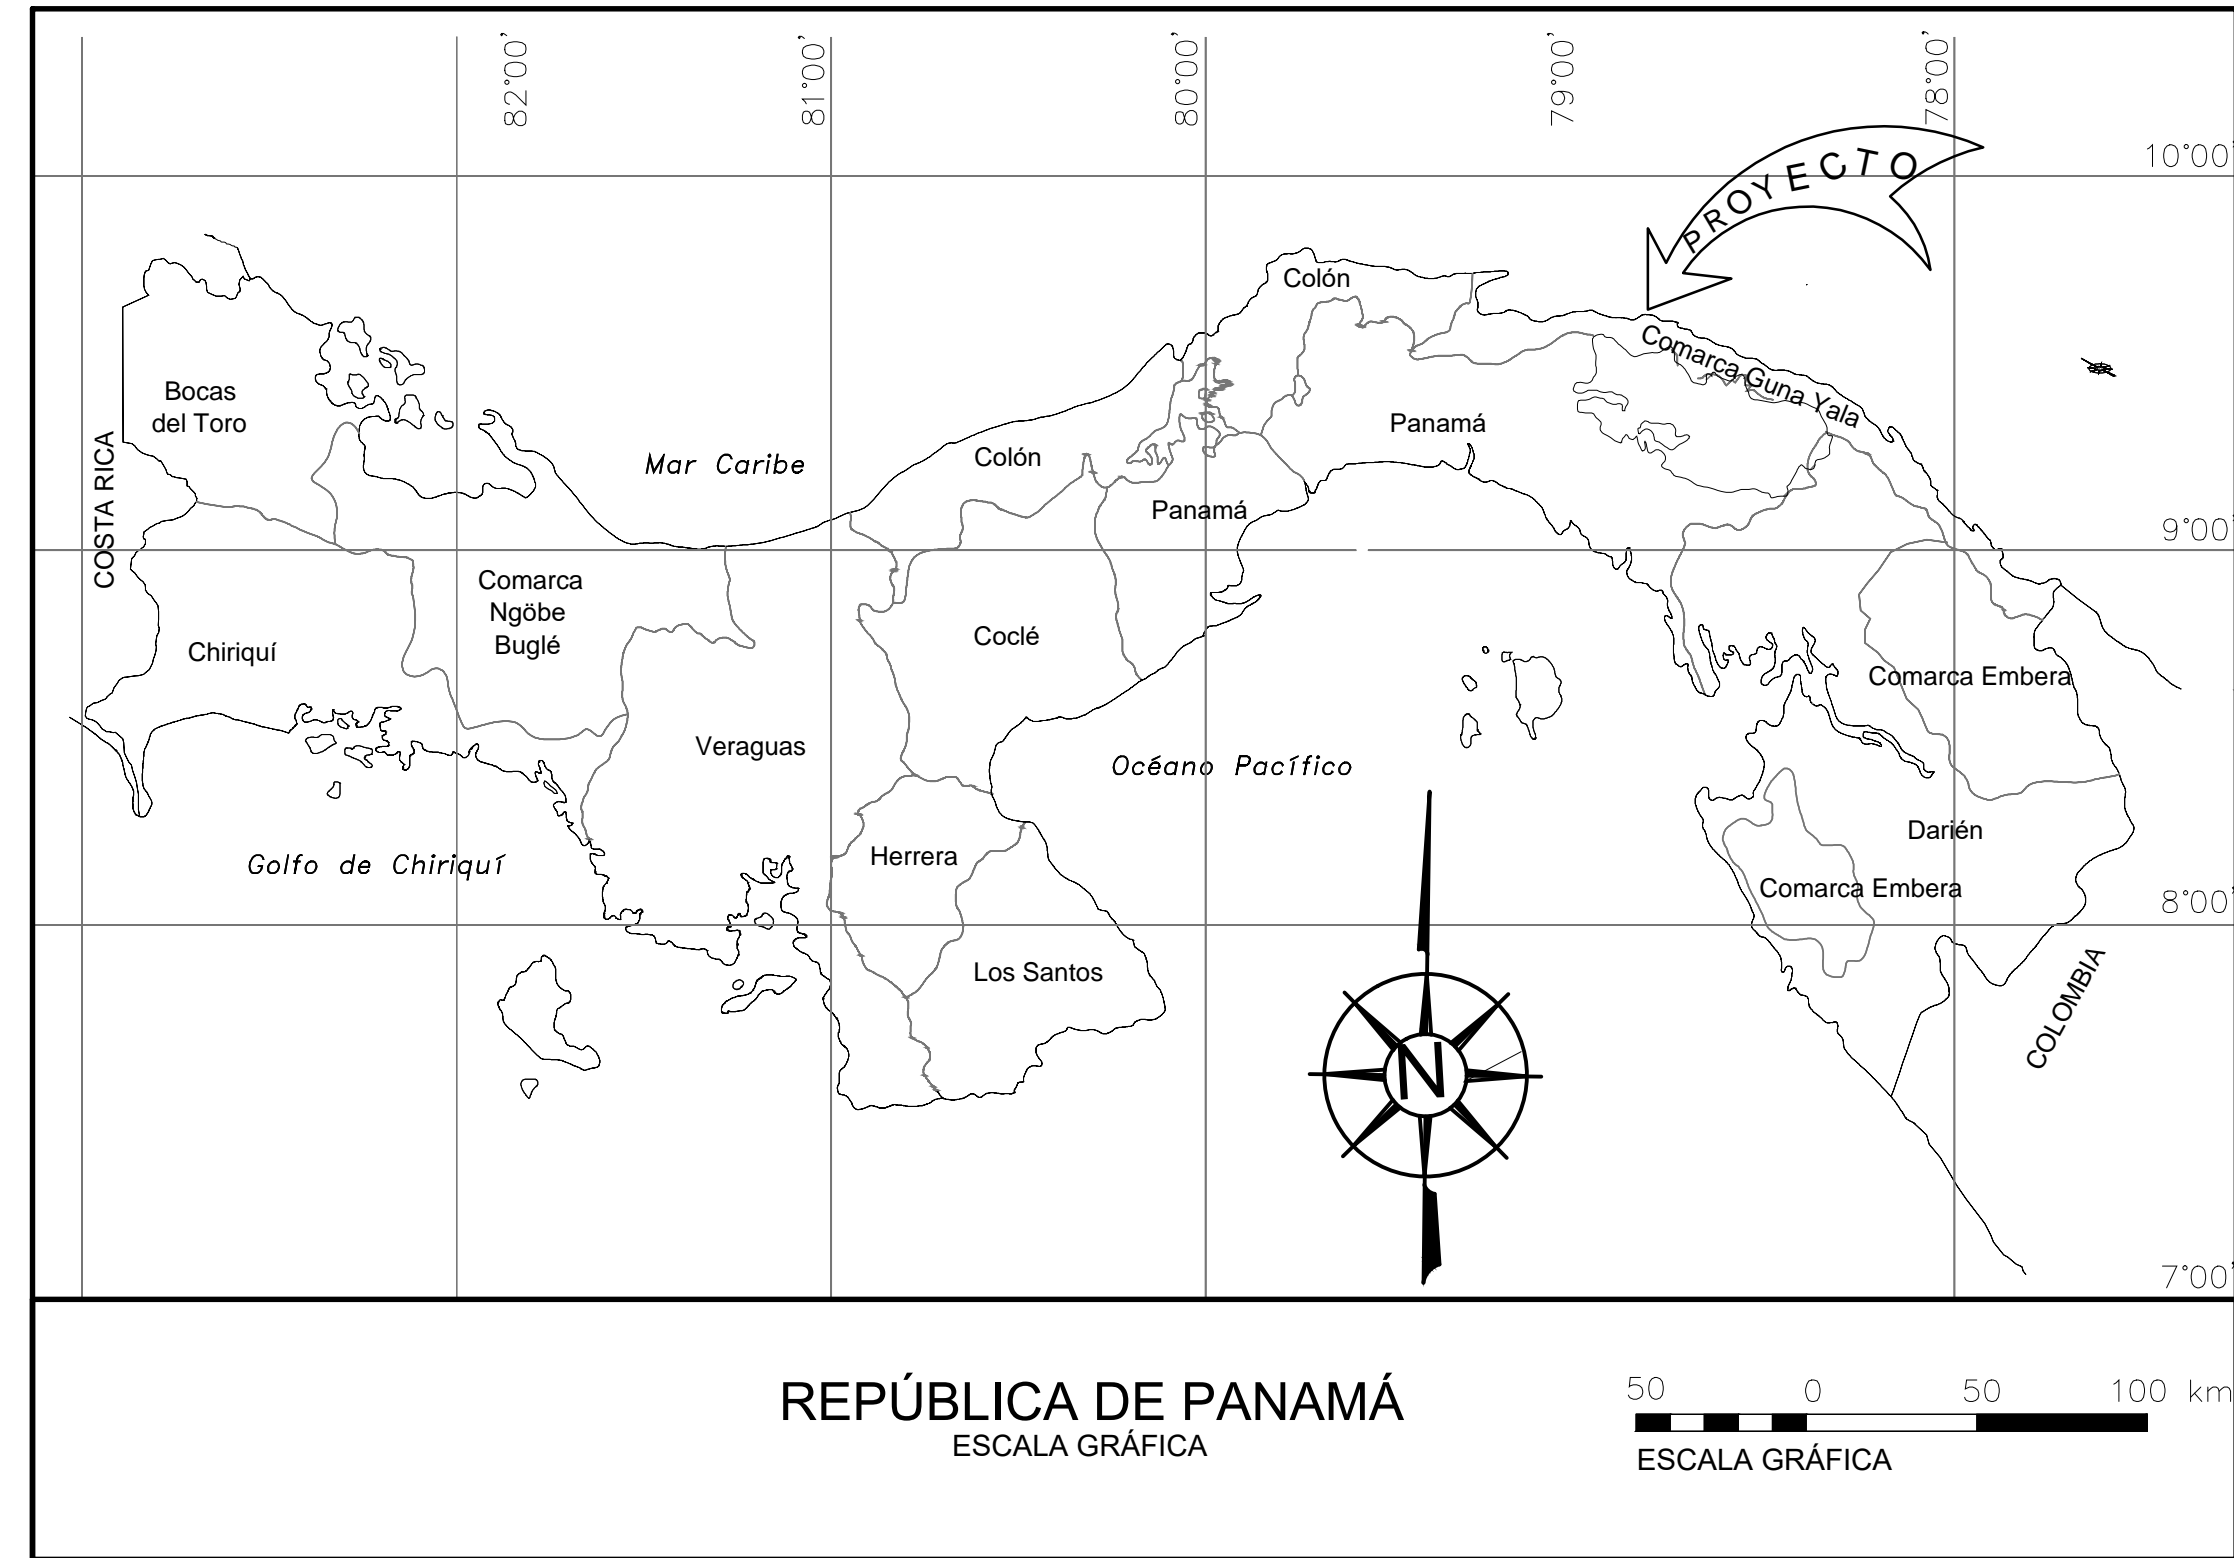 82°00'
81°00'
80°00'
79°00'
78°00'
10°00'
PROYECTO
Colón
Comarca Guna Yala
Bocas
del Toro
Panamá
COSTA RICA
Mar Caribe
Colón
Panamá
9°00'
Comarca
Ngöbe
Buglé
Chiriquí
Coclé
Comarca Embera
Veraguas
Océano Pacífico
Darién
Golfo de Chiriquí
Herrera
Comarca Embera
8°00'
Los Santos
COLOMBIA
N
7°00'
REPÚBLICA DE PANAMÁ
ESCALA GRÁFICA
50 0 50 100 km
ESCALA GRÁFICA